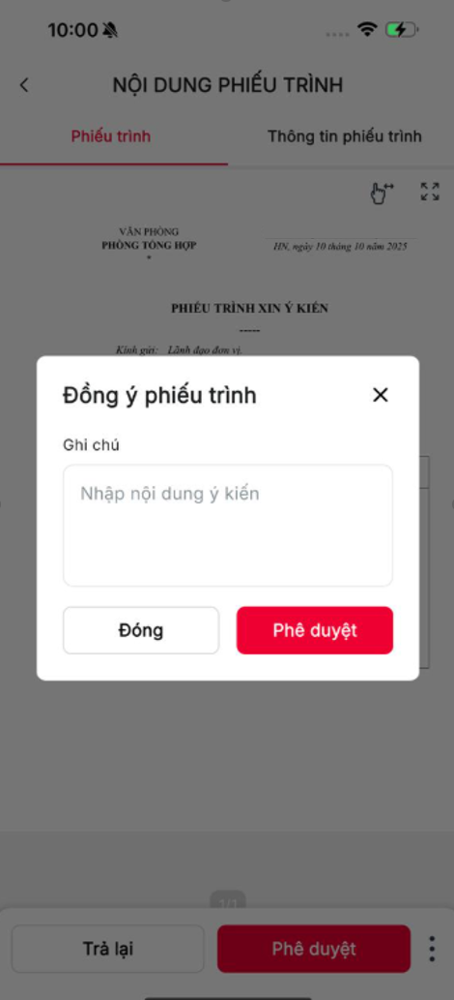 10:00
NỘI DUNG PHIẾU TRÌNH
Phiếu trình
Thông tin phiếu trình
VĂN PHÒNG
PHÒNG TỔNG HỢP
HN, ngày 10 tháng 10 năm 2025
PHIẾU TRÌNH XIN Ý KIẾN
-----
Kính gửi: Lãnh đạo đơn vị.
Đồng ý phiếu trình
Ghi chú
Nhập nội dung ý kiến
Đóng
Phê duyệt
1/1
Trả lại
Phê duyệt